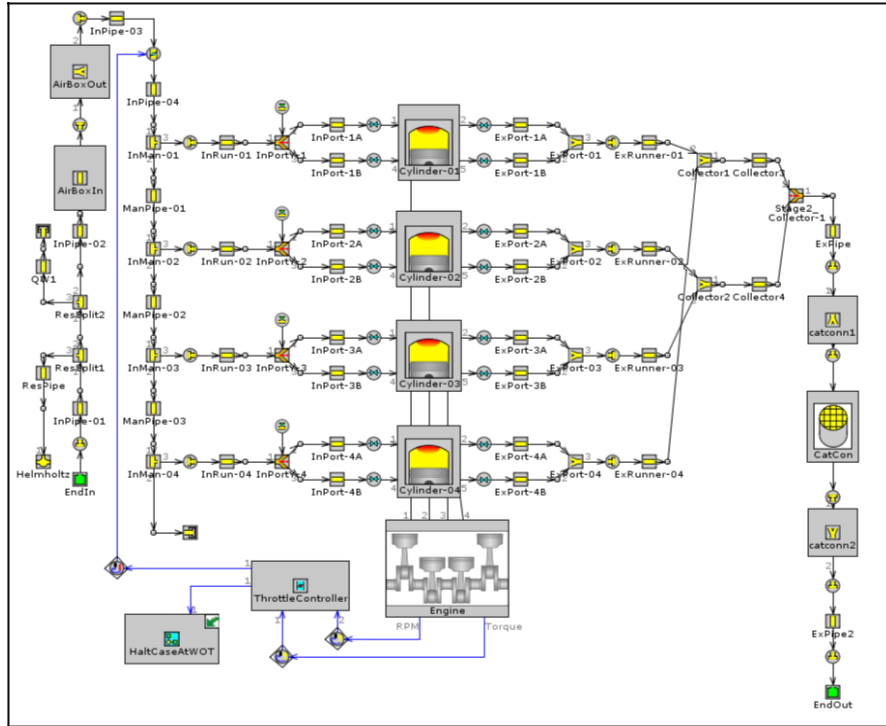 InPipe-03
AirBoxOut
InPipe-04
InPort-1A
ExPort-1A
InMan-01
InRun-01
InPortY-1
ExPort-01
ExRunner-01
InPort-1B
Cylinder-01
ExPort-1B
Collector1
Collector3
AirBoxIn
ManPipe-01
Stage2_
Collector-1
InPipe-02
InPort-2A
ExPort-2A
ExPipe
InMan-02
InRun-02
InPortY-2
ExPort-02
ExRunner-02
QW1
InPort-2B
Cylinder-02
ExPort-2B
Collector2
Collector4
ResSplit2
ManPipe-02
catconn1
InPort-3A
ExPort-3A
ResSplit1
InMan-03
InRun-03
InPortY-3
ExPort-03
ExRunner-03
ResPipe
InPort-3B
Cylinder-03
ExPort-3B
InPipe-01
ManPipe-03
InPort-4A
ExPort-4A
CatCon
Helmholtz
InMan-04
InRun-04
InPortY-4
ExPort-04
ExRunner-04
EndIn
InPort-4B
Cylinder-04
ExPort-4B
catconn2
1 2 3 4
ThrottleController
Engine
RPM
Torque
ExPipe2
HaltCaseAtWOT
EndOut